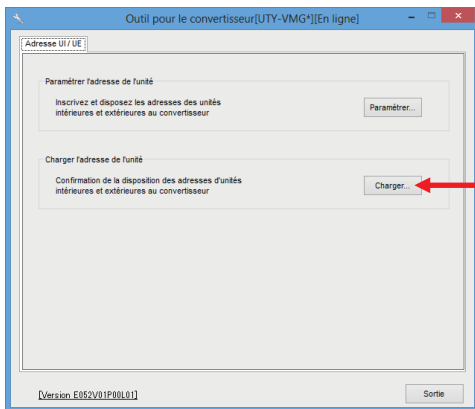 Outil pour le convertisseur[UTY-VMG*][En ligne]
Adresse UI / UE
Paramétrer l'adresse de l'unité
Inscrivez et disposez les adresses des unités
intérieures et extérieures au convertisseur
Paramétrer...
Charger l'adresse de l'unité
Confirmation de la disposition des adresses d'unités
intérieures et extérieures au convertisseur
Charger...
[Version E052V01P00L01]
Sortie